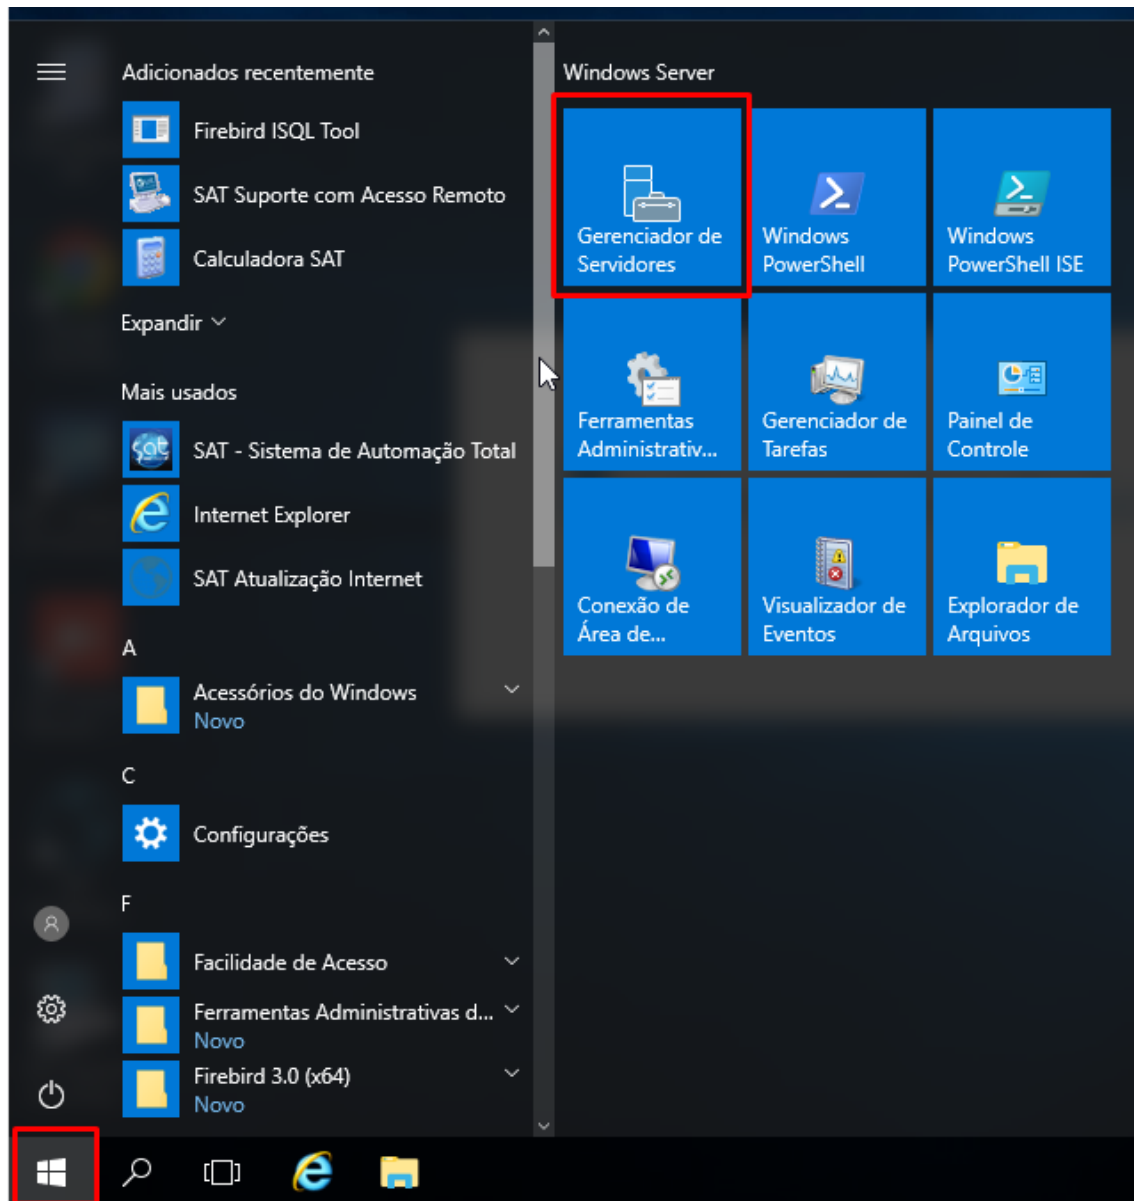 Adicionados recentemente
Firebird ISQL Tool
SAT Suporte com Acesso Remoto
Calculadora SAT
Expandir
Mais usados
SAT - Sistema de Automação Total
Internet Explorer
SAT Atualização Internet
A
Acessórios do Windows
Novo
C
Configurações
F
Facilidade de Acesso
Ferramentas Administrativas d...
Novo
Firebird 3.0 (x64)
Novo
Windows Server
Gerenciador de
Servidores
Windows
PowerShell
Windows
PowerShell ISE
Ferramentas
Administrativ...
Gerenciador de
Tarefas
Painel de
Controle
Conexão de
Área de...
Visualizador de
Eventos
Explorador de
Arquivos